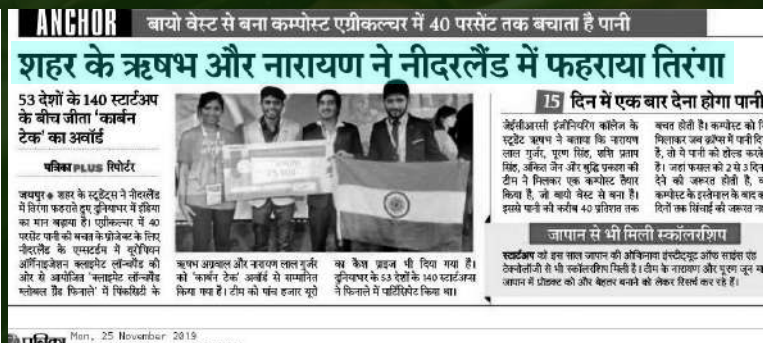 ANCHOR
बायो वेस्ट से बना कम्पोस्ट एग्रीकल्चर में 40 परसेंट तक बचाता है पानी
शहर के ऋषभ और नारायण ने नीदरलैंड में फहराया तिरंगा
53 देशों के 140 स्टार्टअप
के बीच जीता 'कार्बन
टेक' का अवॉर्ड
पत्रिका PLUS रिपोर्टर
जयपुर शहर के स्टूडेंट्स ने नीदरलैंड
में तिरंगा फहराते हुए दुनियाभर में इंडिया
का मान बढ़ाया है। एग्रीकल्चर में 40
परसेंट पानी की बचत के प्रोजेक्ट के लिए
नीदरलैंड के एम्सटर्डम में यूरोपियन
ऑर्गिनाइजेशन क्लाइमेट लॉन्चपैड की
ओर से आयोजित 'क्लाइमेट लॉन्चपैड
ग्लोबल ग्रैंड फिनाले' में पिंकसिटी के
ऋषभ अग्रवाल और नारायण लाल गुर्जर
को 'कार्बन टेक' अवॉर्ड से सम्मानित
किया गया है। टीम को पांच हजार यूरो
का कैश प्राइज भी दिया गया है।
दुनियाभर के 53 देशों के 140 स्टार्टअप्स
ने फिनाले में पार्टिसिपेट किया था।
15 दिन में एक बार देना होगा पानी
जेईसीआरसी इंजीनियरिंग कॉलेज के
स्टूडेंट ऋषभ ने बताया कि नारायण
लाल गुर्जर, पूरण सिंह, शशि प्रताप
सिंह, अंकित जैन और बुद्धि प्रकाश की
टीम ने मिलकर एक कम्पोस्ट तैयार
किया है, जो बायो वेस्ट से बना है।
इससे पानी की करीब 40 प्रतिशत तक
बचत होती है। कम्पोस्ट को
मिलाकर जब क्रॉप्स में पानी
है, तो ये पानी को होल्ड करके
है। जहां फसल को 2 से 3 दिन
देने की जरूरत होती है,
कम्पोस्ट के इस्तेमाल के बाद
दिनों तक सिंचाई की जरूरत
जापान से भी मिली स्कॉलरशिप
स्टार्टअप को इस साल जापान की ओकिनावा इंस्टीट्यूट ऑफ साइंस एंड
टेक्नोलॉजी से भी स्कॉलरशिप मिली है। टीम के नारायण और पूरण जून
जापान में प्रोडक्ट को और बेहतर बनाने को लेकर रिसर्च कर रहे हैं।
पत्रिका Mon, 25 November 2019